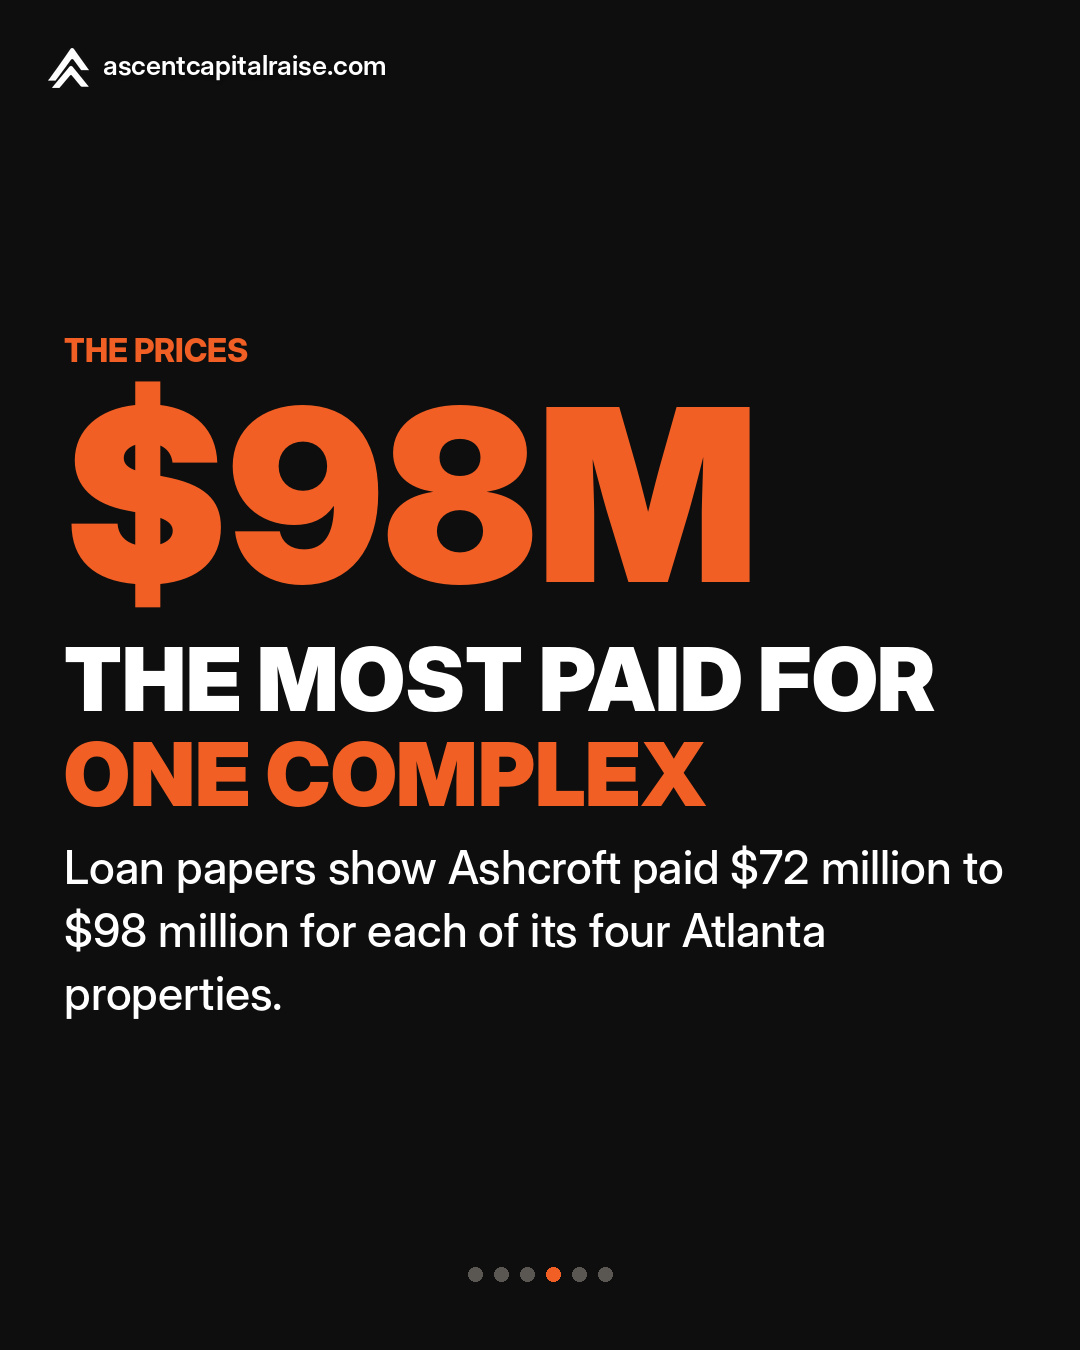 ascentcapitalraise.com
THE PRICES
$98M
THE MOST PAID FOR
ONE COMPLEX
Loan papers show Ashcroft paid $72 million to
$98 million for each of its four Atlanta
properties.